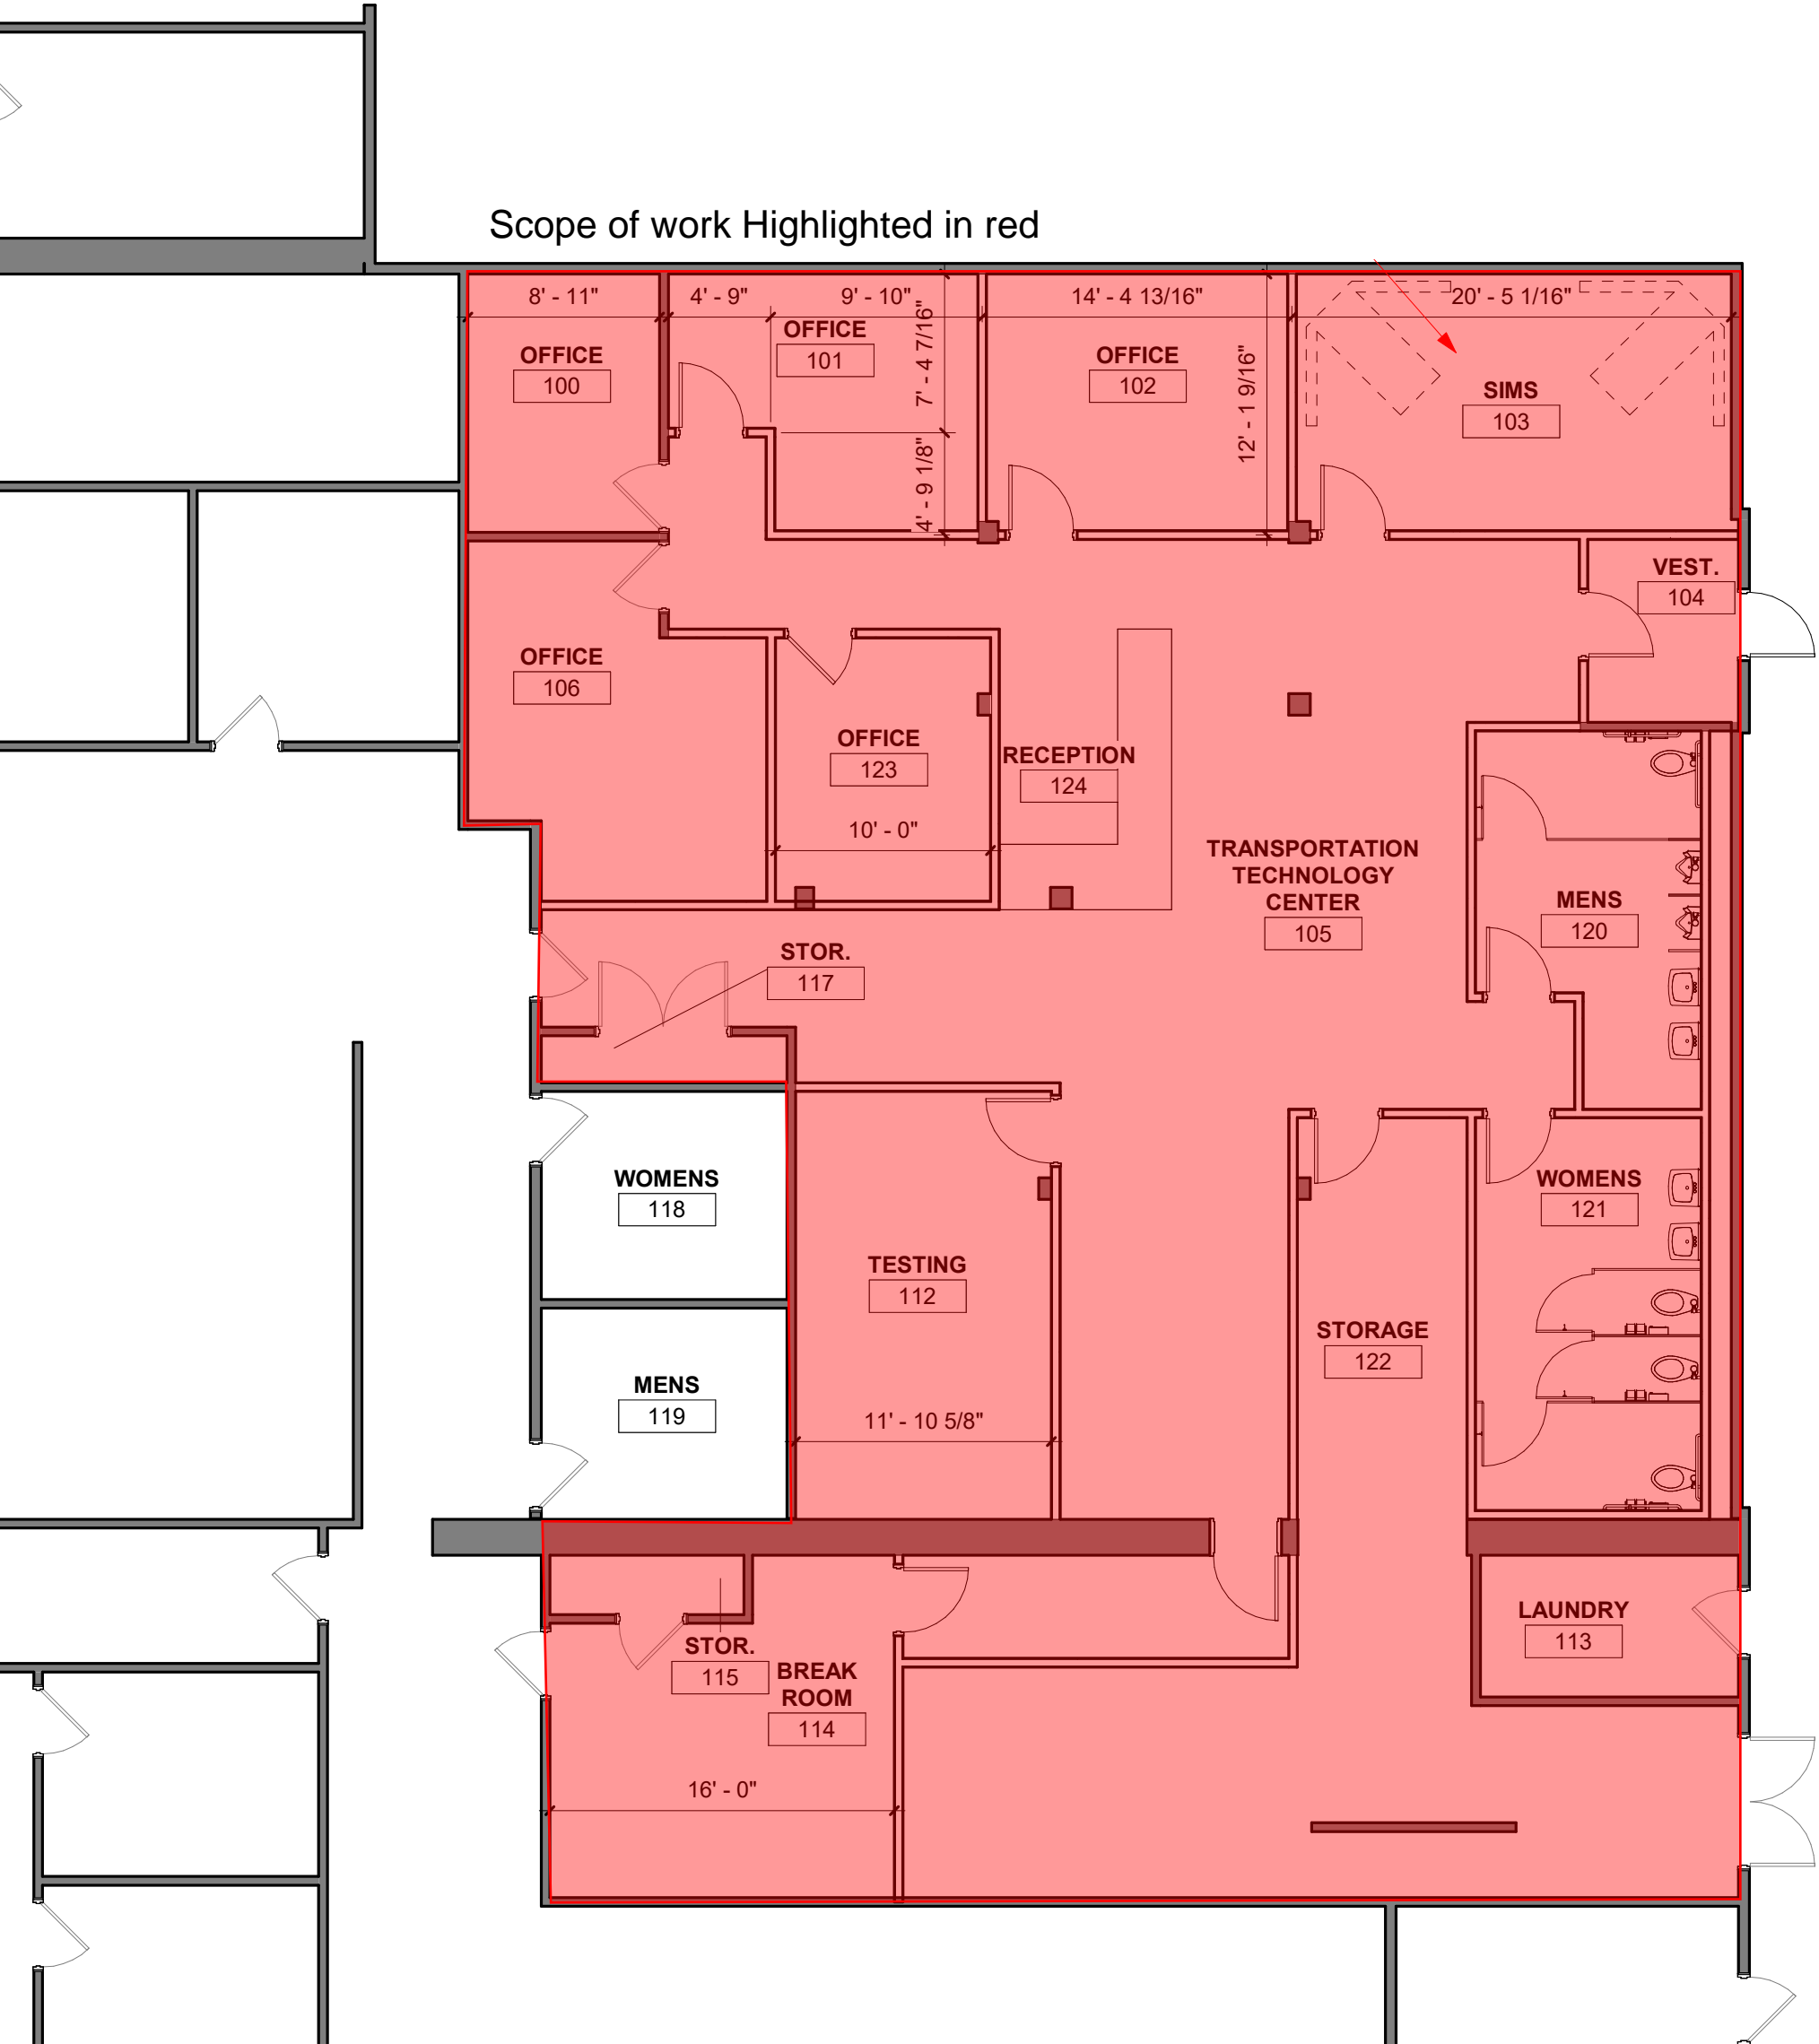 Scope of work Highlighted in red
8' - 11"
4' - 9"
9' - 10"
14' - 4 13/16"
20' - 5 1/16"
OFFICE
100
OFFICE
101
7' - 4 7/16"
4' - 9 1/8"
OFFICE
102
12' - 1 9/16"
SIMS
103
VEST.
104
OFFICE
106
OFFICE
123
10' - 0"
RECEPTION
124
TRANSPORTATION
TECHNOLOGY
CENTER
105
MENS
120
STOR.
117
WOMENS
118
WOMENS
121
TESTING
112
11' - 10 5/8"
STORAGE
122
MENS
119
LAUNDRY
113
STOR.
115
BREAK
ROOM
114
16' - 0"